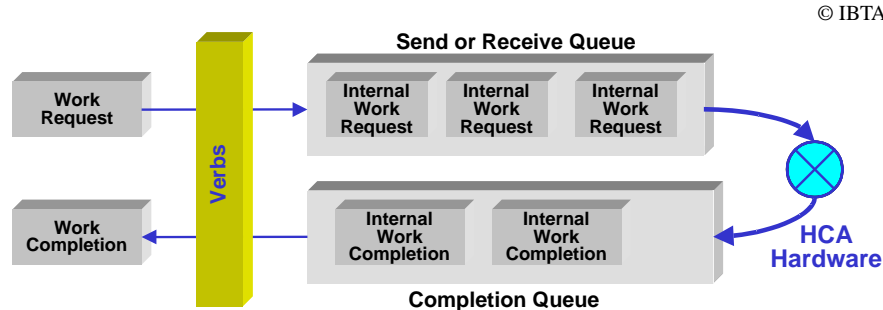 © IBTA
Send or Receive Queue
Work
Request
Verbs
Internal
Work
Request
Internal
Work
Request
Internal
Work
Request
Work
Completion
Internal
Work
Completion
Internal
Work
Completion
HCA
Hardware
Completion Queue